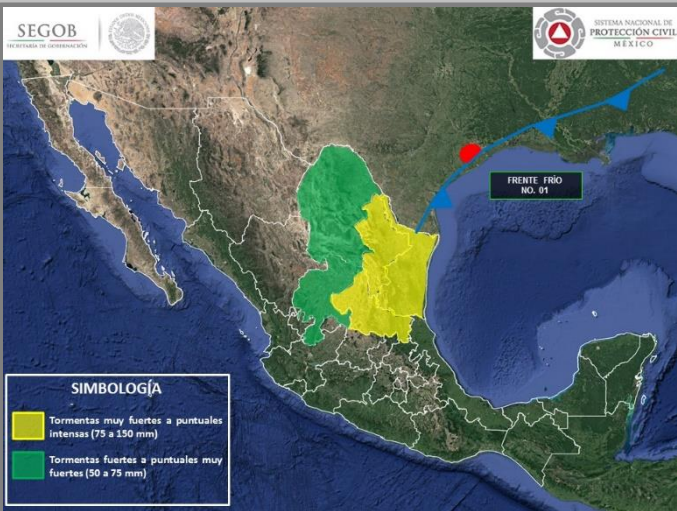 SEGOB
SECRETARÍA DE GOBERNACIÓN
SISTEMA NACIONAL DE
PROTECCIÓN CIVIL
MÉXICO
FRENTE FRÍO
NO. 01
SIMBOLOGÍA
Tormentas muy fuertes a puntuales
intensas (75 a 150 mm)
Tormentas fuertes a puntuales muy
fuertes (50 a 75 mm)